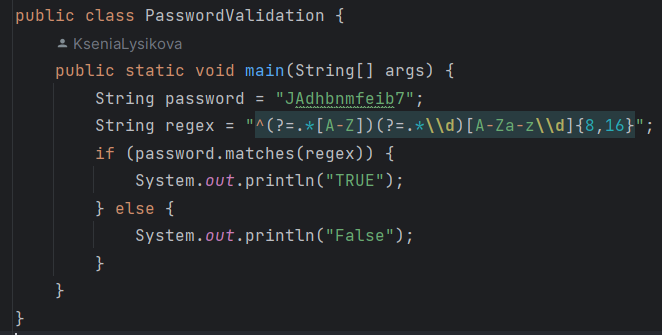 public class PasswordValidation {
KseniaLysikova
public static void main(String[] args) {
String password = "JAdhbnmfeib7";
String regex = "^(?=.*[A-Z])(?=.*\\d)[A-Za-z\\d]{8,16}";
if (password.matches(regex)) {
System.out.println("TRUE");
} else {
System.out.println("False");
}
}
}